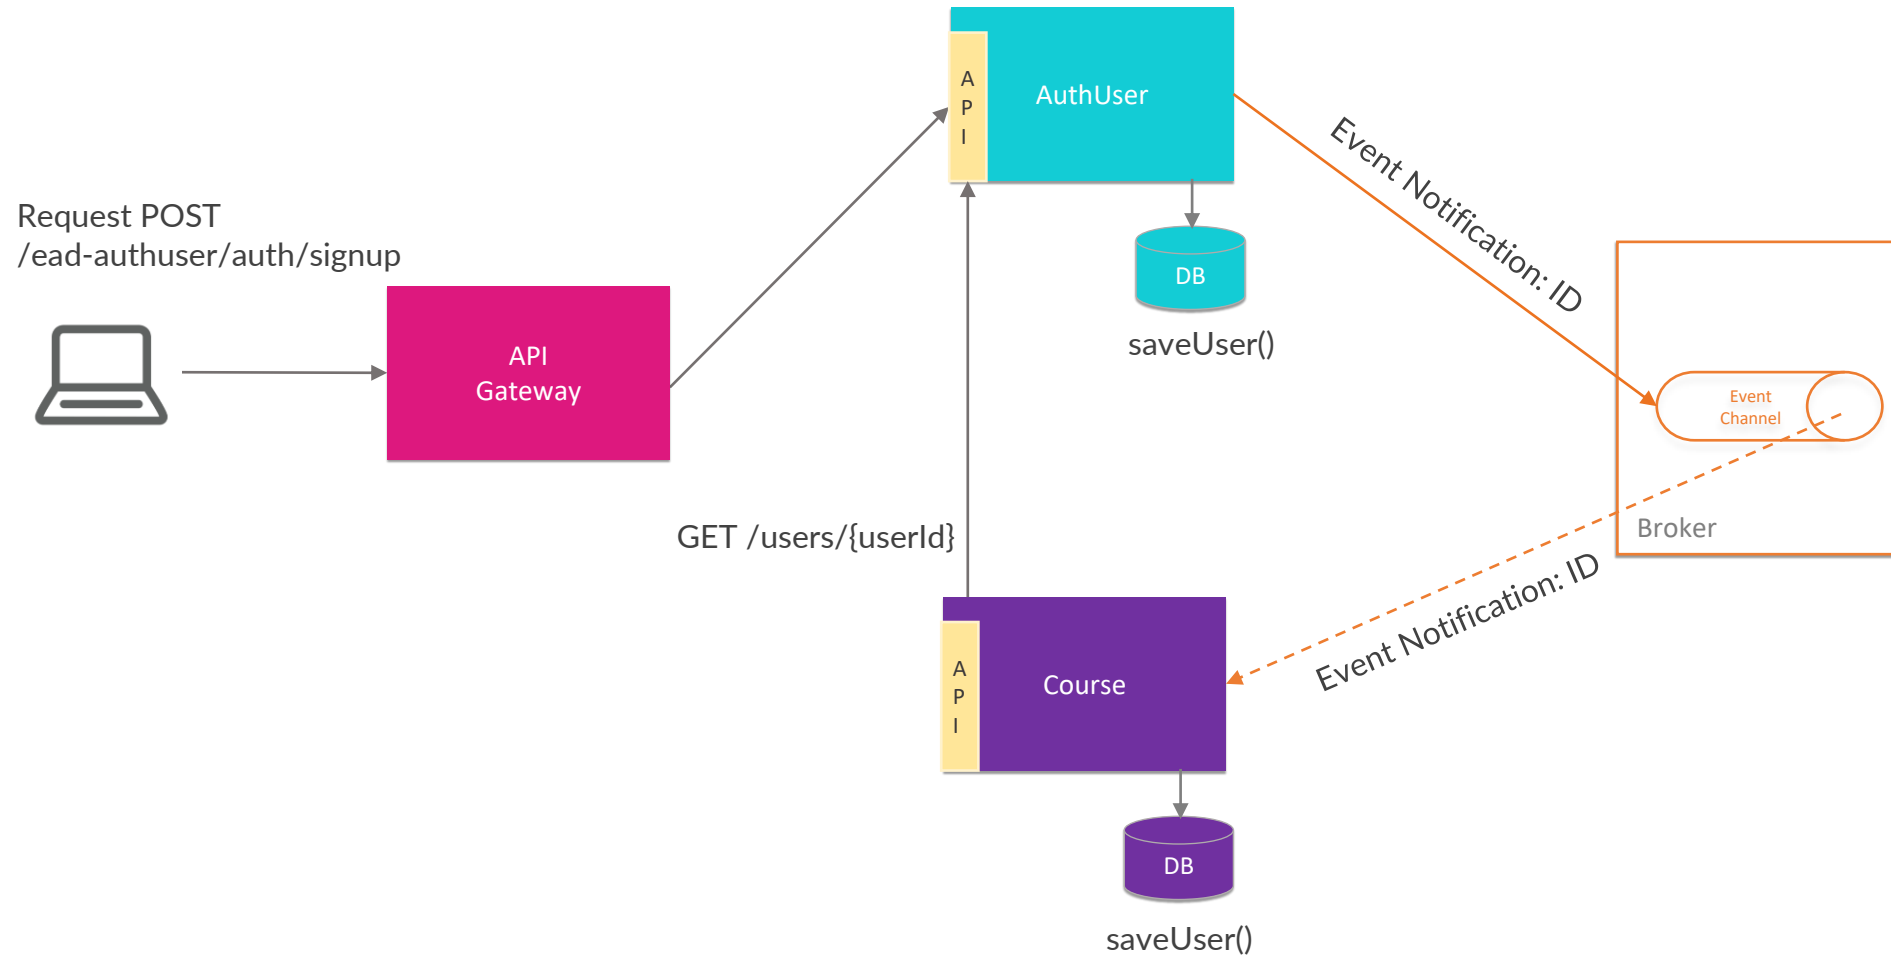 AuthUser
A
P
I
Event Notification: ID
Request POST
/ead-authuser/auth/signup
DB
saveUser()
API
Gateway
Event
Channel
Broker
GET /users/{userId}
Event Notification: ID
Course
A
P
I
DB
saveUser()